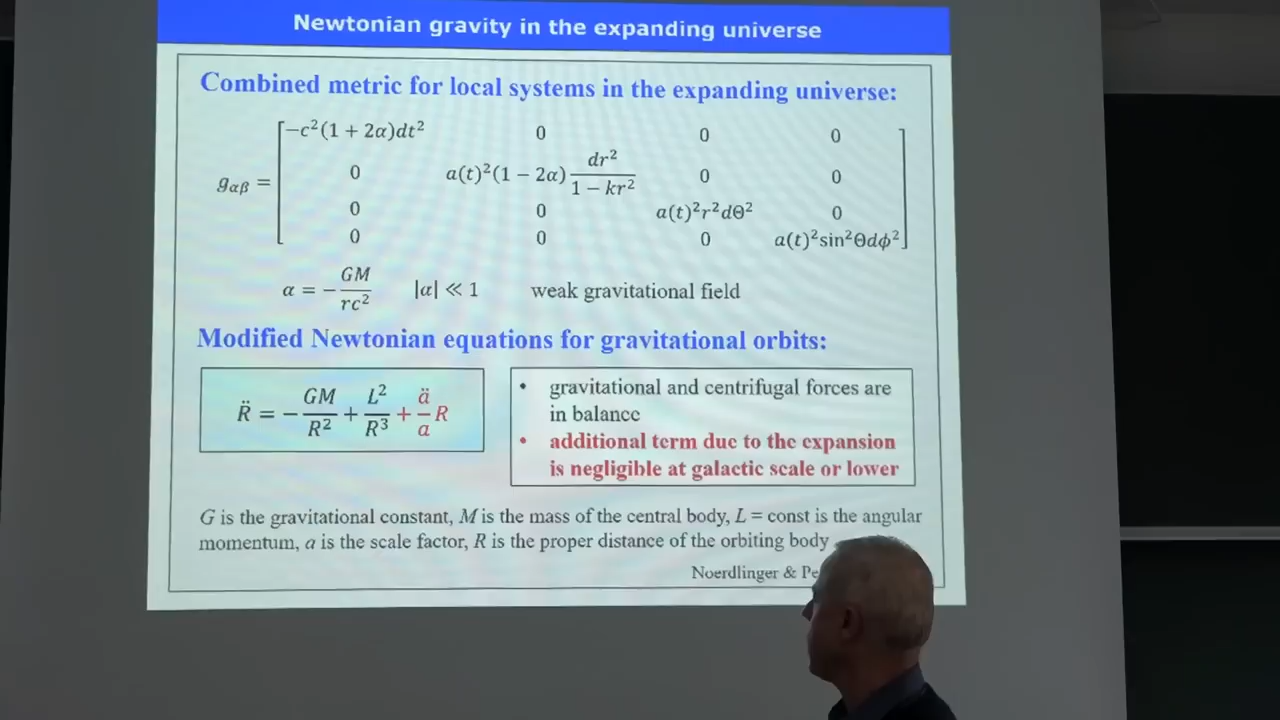 Newtonian gravity in the expanding universe
Combined metric for local systems in the expanding universe:
g_{αβ} = [ −c²(1 + 2α)dt² 0 0 0
0 a(t)²(1 − 2α) dr²/(1 − kr²) 0 0
0 0 a(t)²r²dΘ² 0
0 0 0 a(t)²sin²Θdϕ² ]
α = − GM/rc² |α| ≪ 1 weak gravitational field
Modified Newtonian equations for gravitational orbits:
R̈ = − GM/R² + L²/R³ + ä/a R
• gravitational and centrifugal forces are
in balance
• additional term due to the expansion
is negligible at galactic scale or lower
G is the gravitational constant, M is the mass of the central body, L = const is the angular
momentum, a is the scale factor, R is the proper distance of the orbiting body
Noerdlinger &